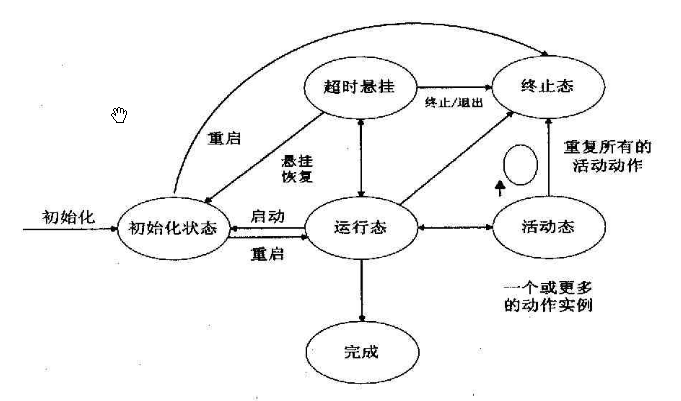 超时悬挂
终止态
终止/退出
重启
重复所有的
活动动作
悬挂
恢复
初始化
初始化状态
启动
重启
运行态
活动态
一个或更多
的动作实例
完成